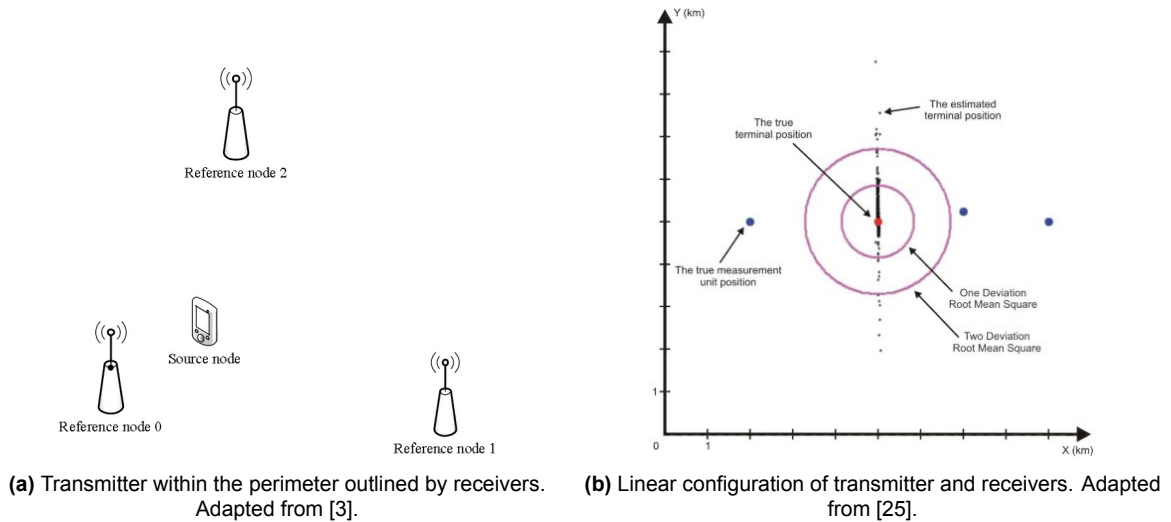 Reference node 2
Source node
Reference node 0
Reference node 1
(a) Transmitter within the perimeter outlined by receivers.
Adapted from [3].
Y (km)
The estimated
terminal position
The true
terminal position
The true measurement
unit position
One Deviation
Root Mean Square
Two Deviation
Root Mean Square
1
0
1
X (km)
(b) Linear configuration of transmitter and receivers. Adapted
from [25].